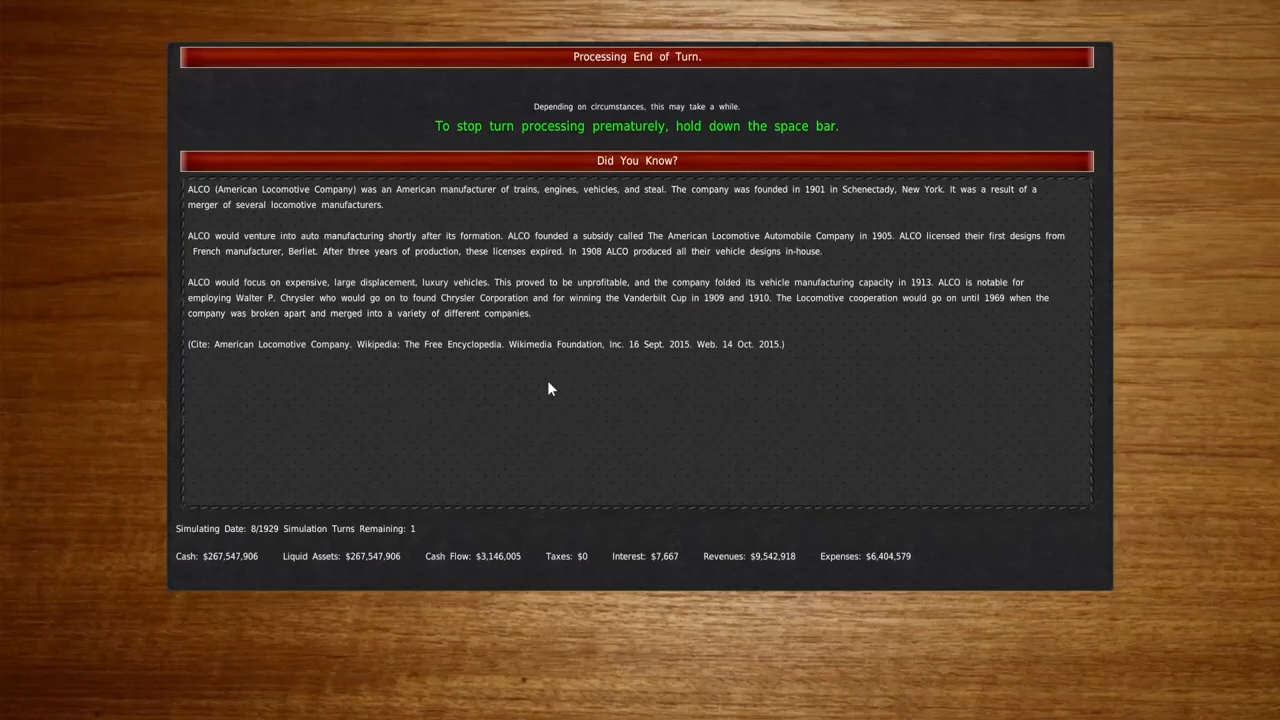 Processing End of Turn.
Depending on circumstances, this may take a while.
To stop turn processing prematurely, hold down the space bar.
Did You Know?
ALCO (American Locomotive Company) was an American manufacturer of trains, engines, vehicles, and steal. The company was founded in 1901 in Schenectady, New York. It was a result of a
merger of several locomotive manufacturers.
ALCO would venture into auto manufacturing shortly after its formation. ALCO founded a subsidy called The American Locomotive Automobile Company in 1905. ALCO licensed their first designs from
French manufacturer, Berliet. After three years of production, these licenses expired. In 1908 ALCO produced all their vehicle designs in-house.
ALCO would focus on expensive, large displacement, luxury vehicles. This proved to be unprofitable, and the company folded its vehicle manufacturing capacity in 1913. ALCO is notable for
employing Walter P. Chrysler who would go on to found Chrysler Corporation and for winning the Vanderbilt Cup in 1909 and 1910. The Locomotive cooperation would go on until 1969 when the
company was broken apart and merged into a variety of different companies.
(Cite: American Locomotive Company. Wikipedia: The Free Encyclopedia. Wikimedia Foundation, Inc. 16 Sept. 2015. Web. 14 Oct. 2015.)
Simulating Date: 8/1929 Simulation Turns Remaining: 1
Cash: $267,547,906 Liquid Assets: $267,547,906 Cash Flow: $3,146,005 Taxes: $0 Interest: $7,667 Revenues: $9,542,918 Expenses: $6,404,579